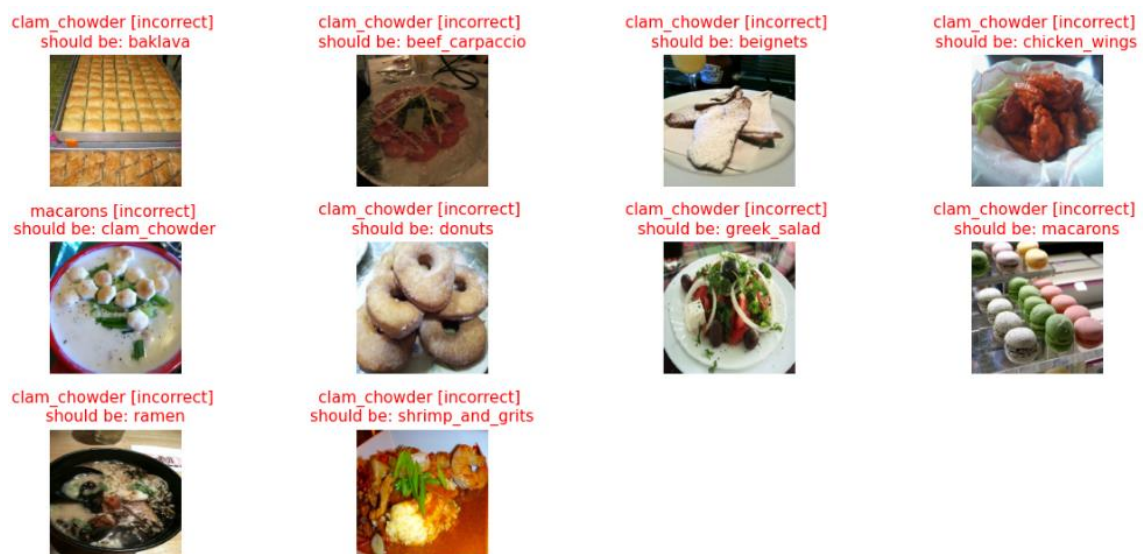 clam_chowder [incorrect]
should be: baklava
clam_chowder [incorrect]
should be: beef_carpaccio
clam_chowder [incorrect]
should be: beignets
clam_chowder [incorrect]
should be: chicken_wings
macarons [incorrect]
should be: clam_chowder
clam_chowder [incorrect]
should be: donuts
clam_chowder [incorrect]
should be: greek_salad
clam_chowder [incorrect]
should be: macarons
clam_chowder [incorrect]
should be: ramen
clam_chowder [incorrect]
should be: shrimp_and_grits